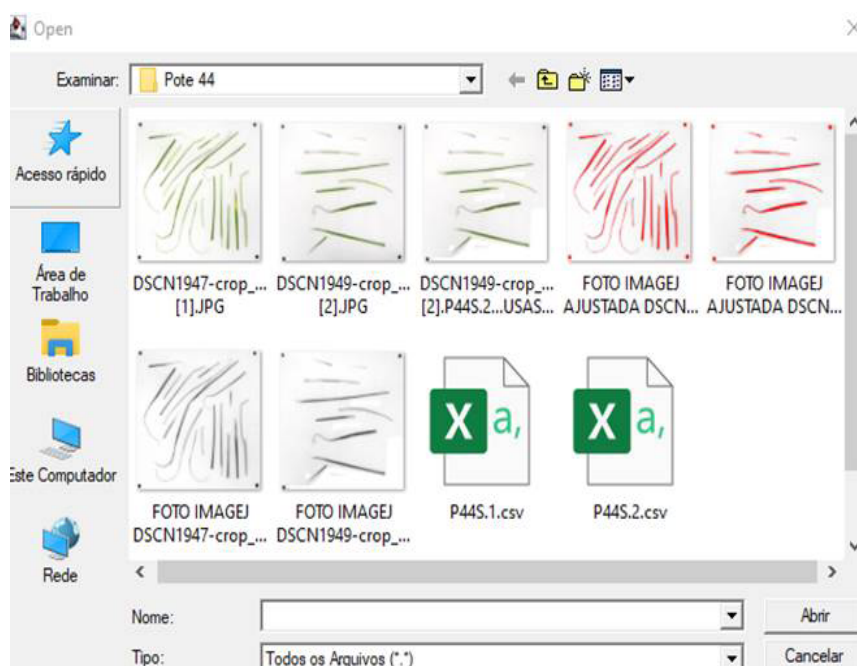 Open
Examinar:
Pote 44
Acesso rápido
Área de
Trabalho
Bibliotecas
Este Computador
Rede
DSCN1947-crop_...
[1].JPG
DSCN1949-crop_...
[2].JPG
DSCN1949-crop_...
[2].P44S.2...USAS...
FOTO IMAGEJ
AJUSTADA DSCN...
FOTO IMAGEJ
AJUSTADA DSCN...
FOTO IMAGEJ
DSCN1947-crop_...
FOTO IMAGEJ
DSCN1949-crop_...
X a,
P44S.1.csv
X a,
P44S.2.csv
Nome:
Abrir
Tipo:
Todos os Arquivos (*.*)
Cancelar